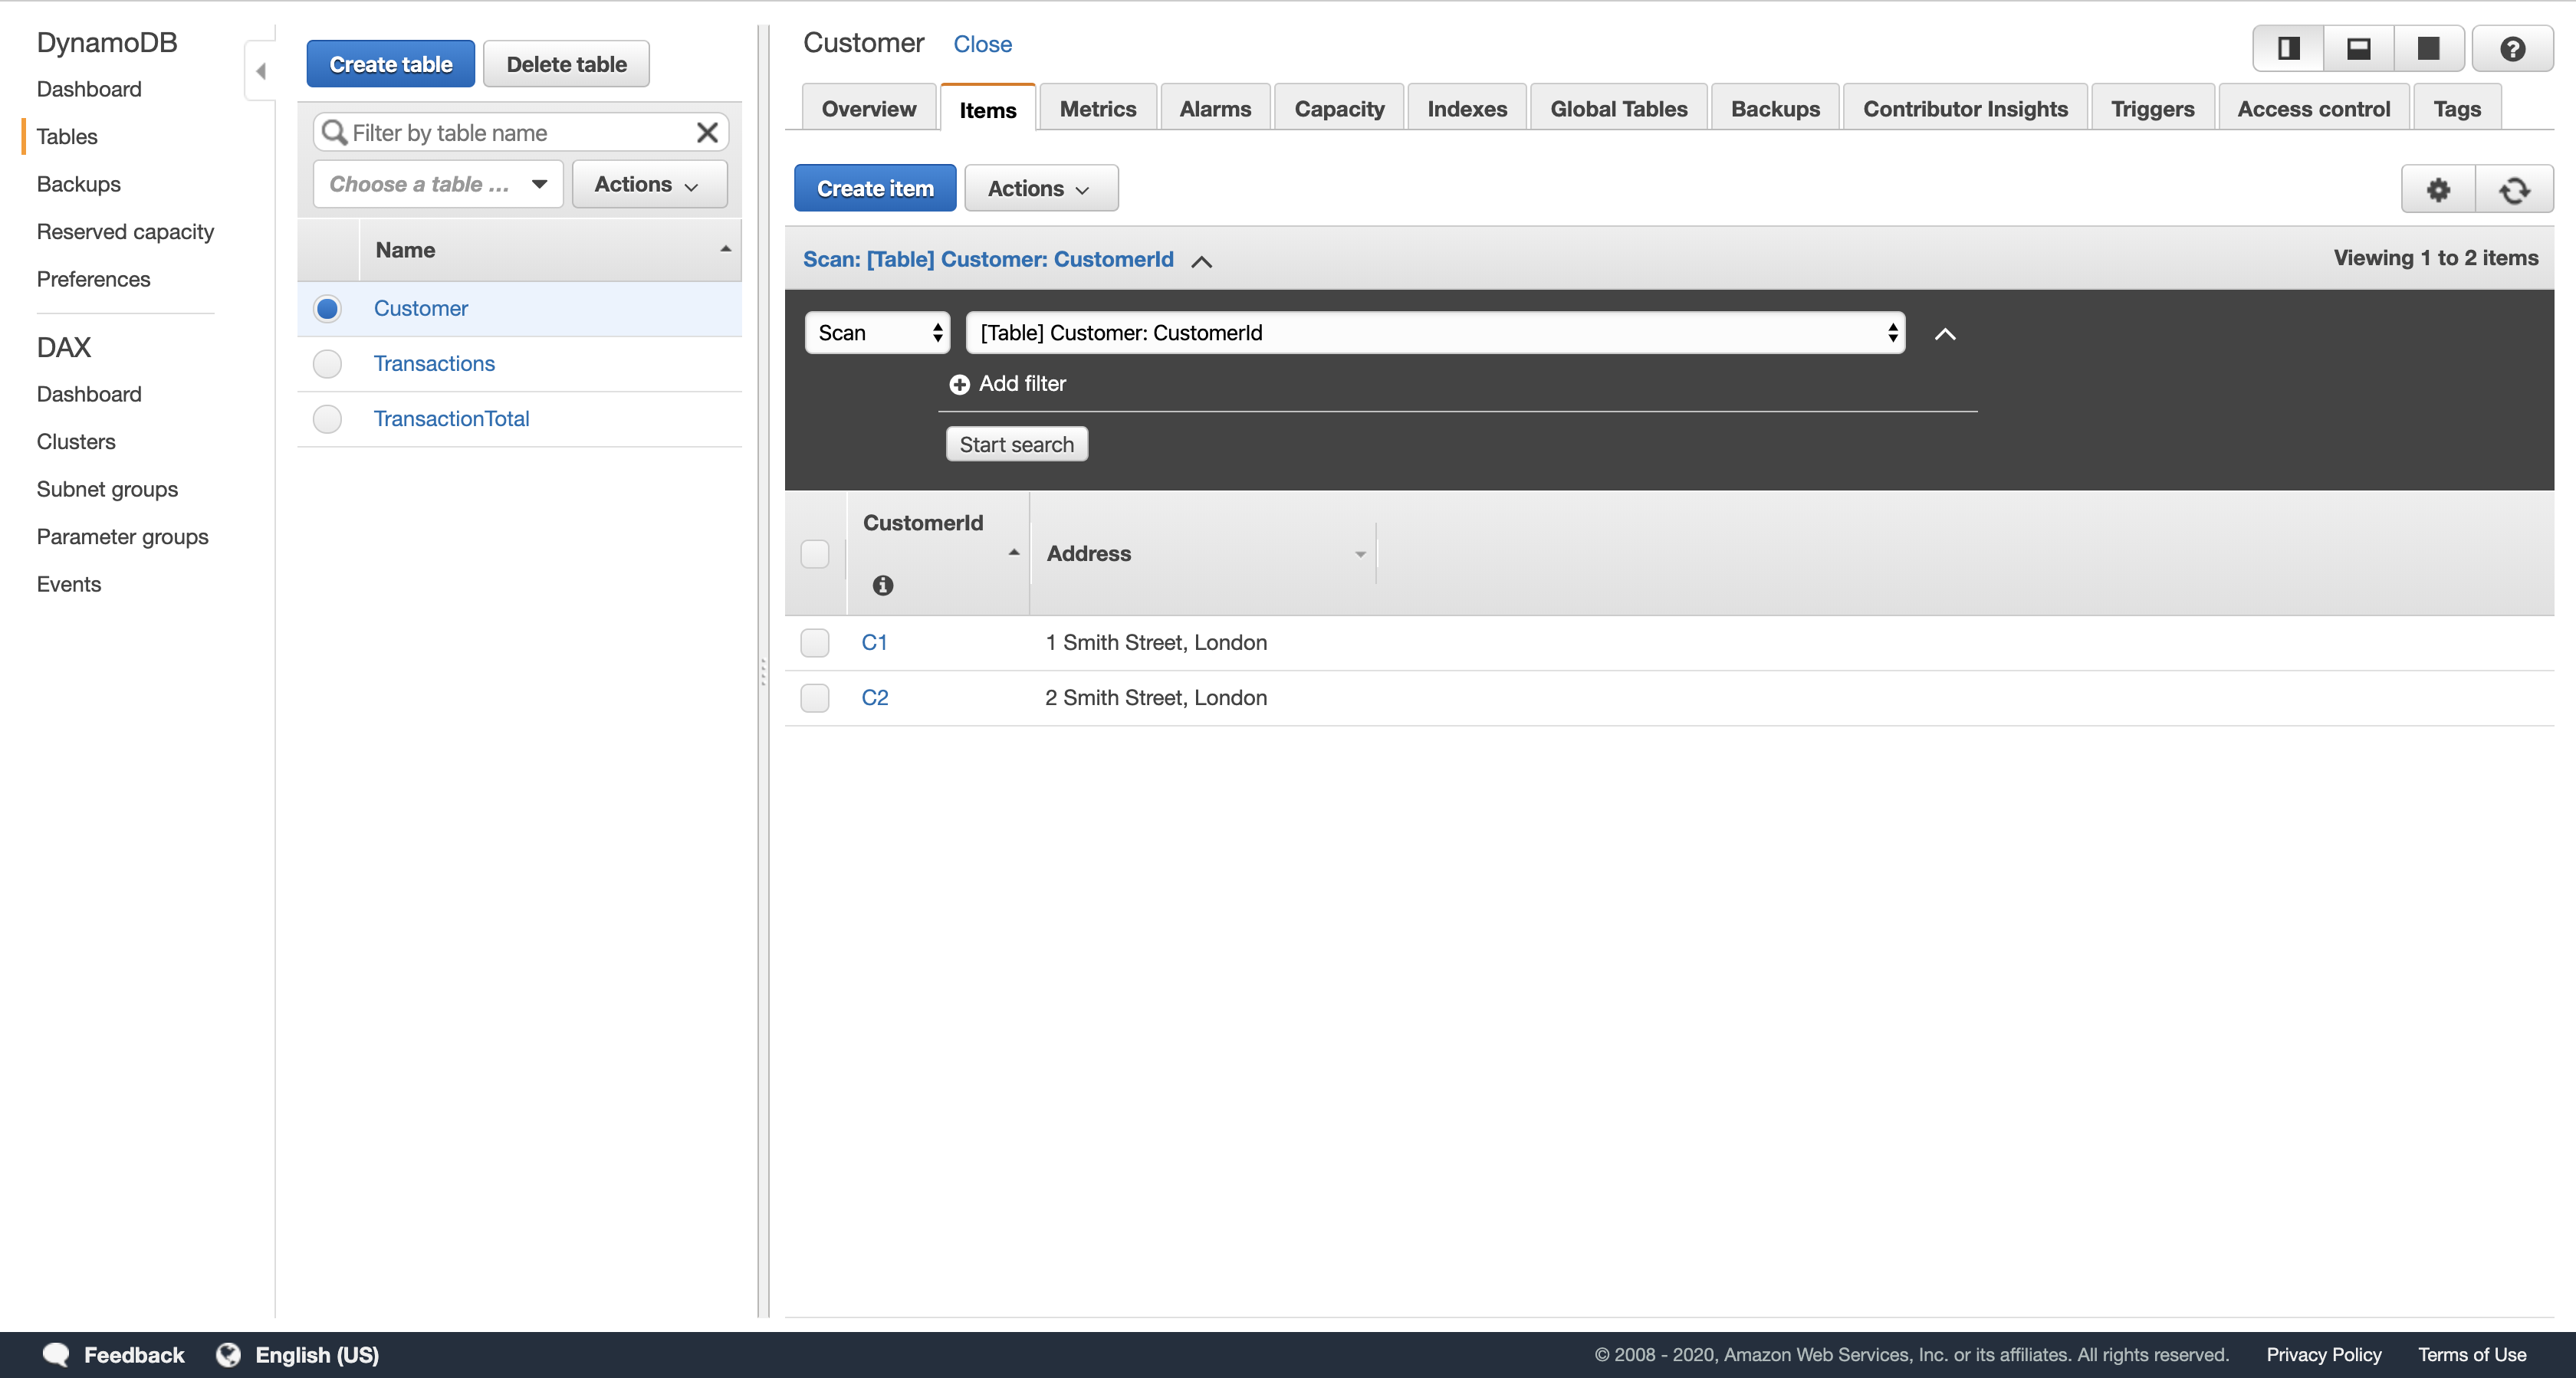 DynamoDB
Dashboard
Tables
Backups
Reserved capacity
Preferences
DAX
Dashboard
Clusters
Subnet groups
Parameter groups
Events
Create table Delete table
Filter by table name
Choose a table ... Actions
Name
Customer
Transactions
TransactionTotal
Customer Close
Overview Items Metrics Alarms Capacity Indexes Global Tables Backups Contributor Insights Triggers Access control Tags
Create item Actions
Scan: [Table] Customer: CustomerId Viewing 1 to 2 items
Scan [Table] Customer: CustomerId
Add filter
Start search
CustomerId Address
C1 1 Smith Street, London
C2 2 Smith Street, London
Feedback English (US) © 2008 - 2020, Amazon Web Services, Inc. or its affiliates. All rights reserved. Privacy Policy Terms of Use